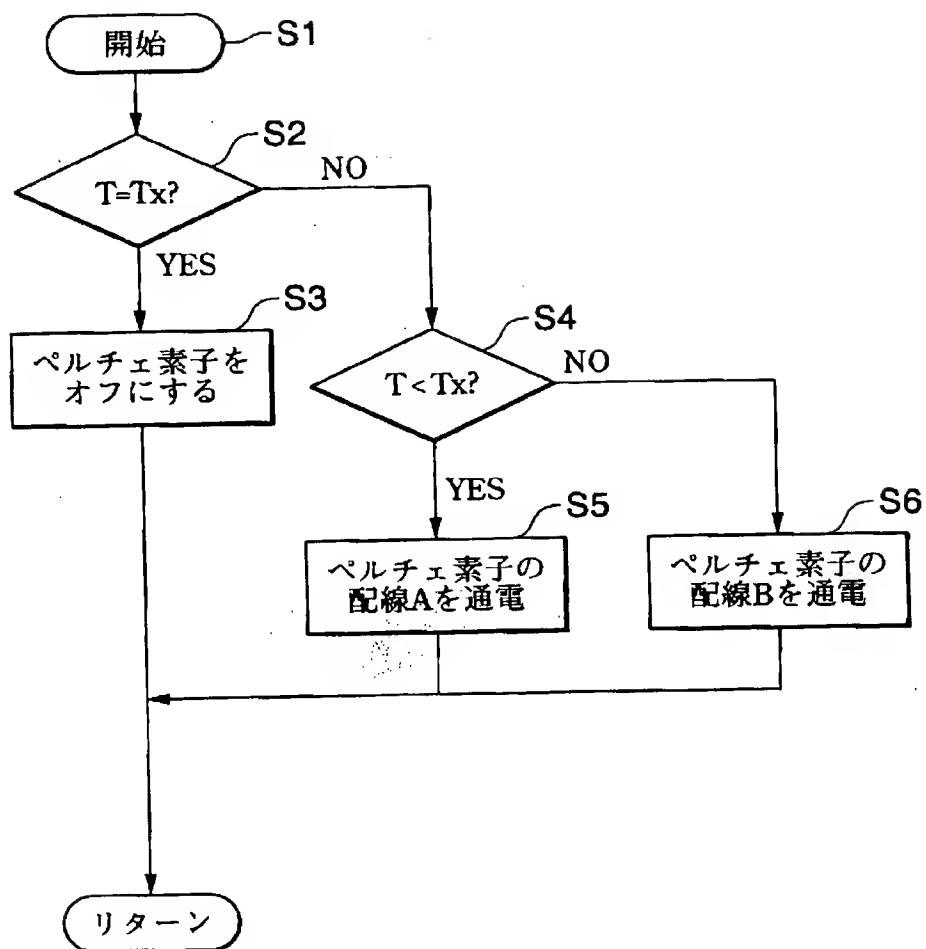 開始
S1
S2
T=Tx?
NO
YES
S3
ペルチェ素子を
オフにする
S4
T<Tx?
NO
YES
S5
ペルチェ素子の
配線Aを通電
S6
ペルチェ素子の
配線Bを通電
リターン